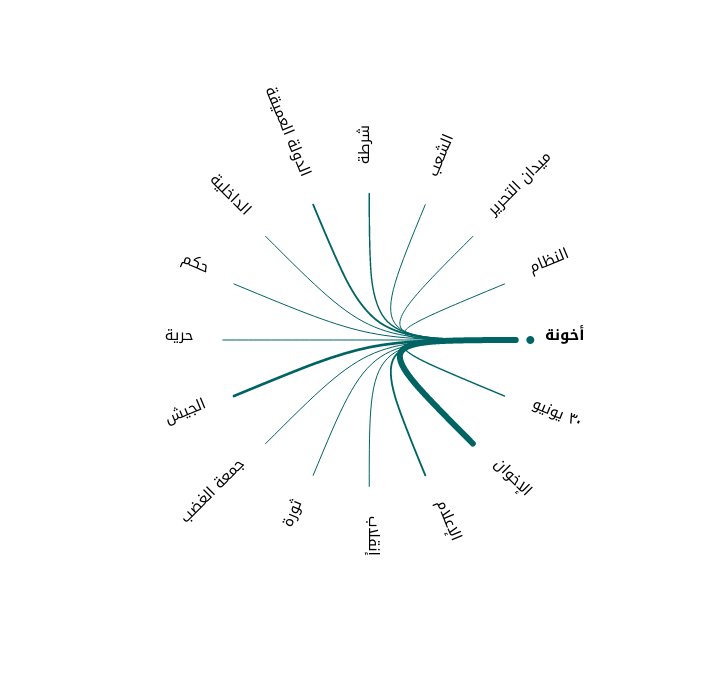 أخونة
النظام
ميدان التحرير
الشعب
شرطة
الدولة العميقة
الداخلية
حكم
حرية
الجيش
جمعة الغضب
ثورة
إنقلاب
الإعلام
الإخوان
٣٠ يونيو